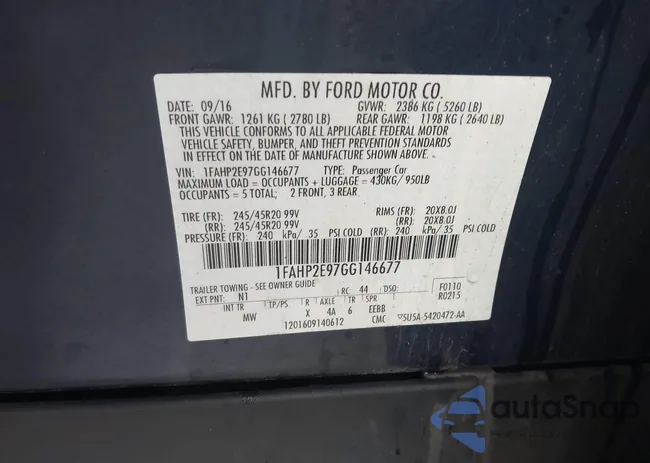 MFD. BY FORD MOTOR CO.
DATE: 09/16 GVWR: 2386 KG ( 5260 LB)
FRONT GAWR: 1261 KG ( 2780 LB) REAR GAWR: 1198 KG ( 2640 LB)
THIS VEHICLE CONFORMS TO ALL APPLICABLE FEDERAL MOTOR
VEHICLE SAFETY, BUMPER, AND THEFT PREVENTION STANDARDS
IN EFFECT ON THE DATE OF MANUFACTURE SHOWN ABOVE.
VIN: 1FAHP2E97GG146677 TYPE: Passenger Car
MAXIMUM LOAD = OCCUPANTS + LUGGAGE = 430KG/ 950LB
OCCUPANTS = 5 TOTAL; 2 FRONT, 3 REAR
TIRE (FR): 245/45R20 99V RIMS (FR): 20X8.0J
(RR): 245/45R20 99V (RR): 20X8.0J
PRESSURE (FR): 240 kPa/ 35 PSI COLD (RR): 240 kPa/ 35 PSI COLD
1FAHP2E97GG146677
TRAILER TOWING - SEE OWNER GUIDE
EXT PNT: N1 RC: 44 DSO: F0110
INT TR TP/PS R AXLE TR R0215
MW X 4A 6 EEBB
1201609140612 CMC 5U5A-5420472-AA
autoSnap